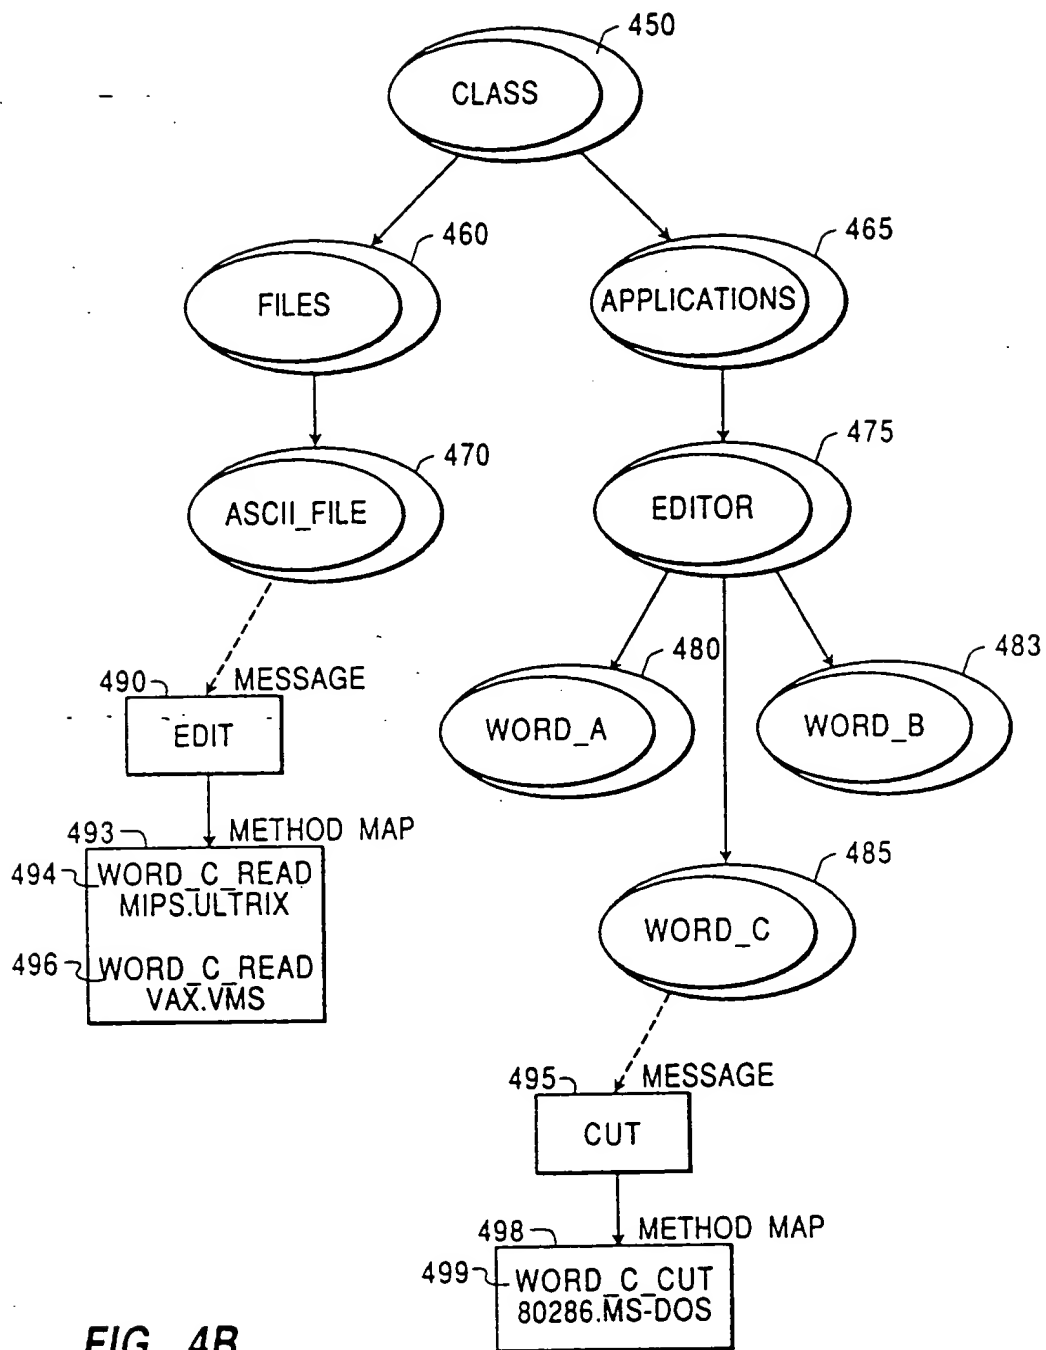 450
CLASS
460
465
FILES
APPLICATIONS
470
475
ASCII_FILE
EDITOR
480
483
490
MESSAGE
EDIT
WORD_A
WORD_B
493
METHOD MAP
494
WORD_C_READ
MIPS.ULTRIX
496
WORD_C_READ
VAX.VMS
485
WORD_C
495
MESSAGE
CUT
498
METHOD MAP
499
WORD_C_CUT
80286.MS-DOS
FIG. 4B